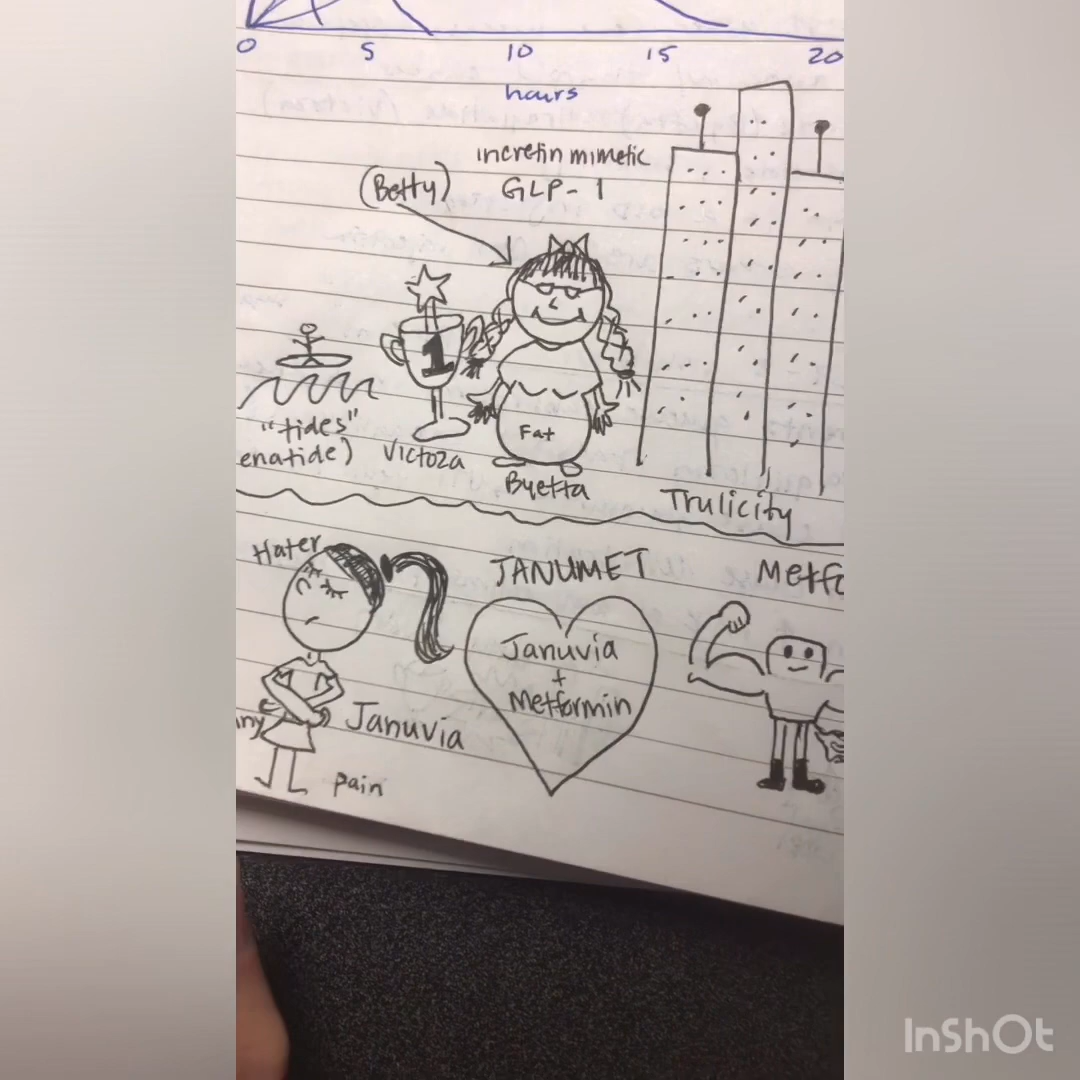 0 5 10 15 20
hours
incretin mimetic
GLP-1
(Betty)
1
Fat
"tides"
enatide)
Victoza
Byetta
Trulicity
Hater
JANUMET
Metfo
Januvia
+
Metformin
Januvia
pain
InShOt